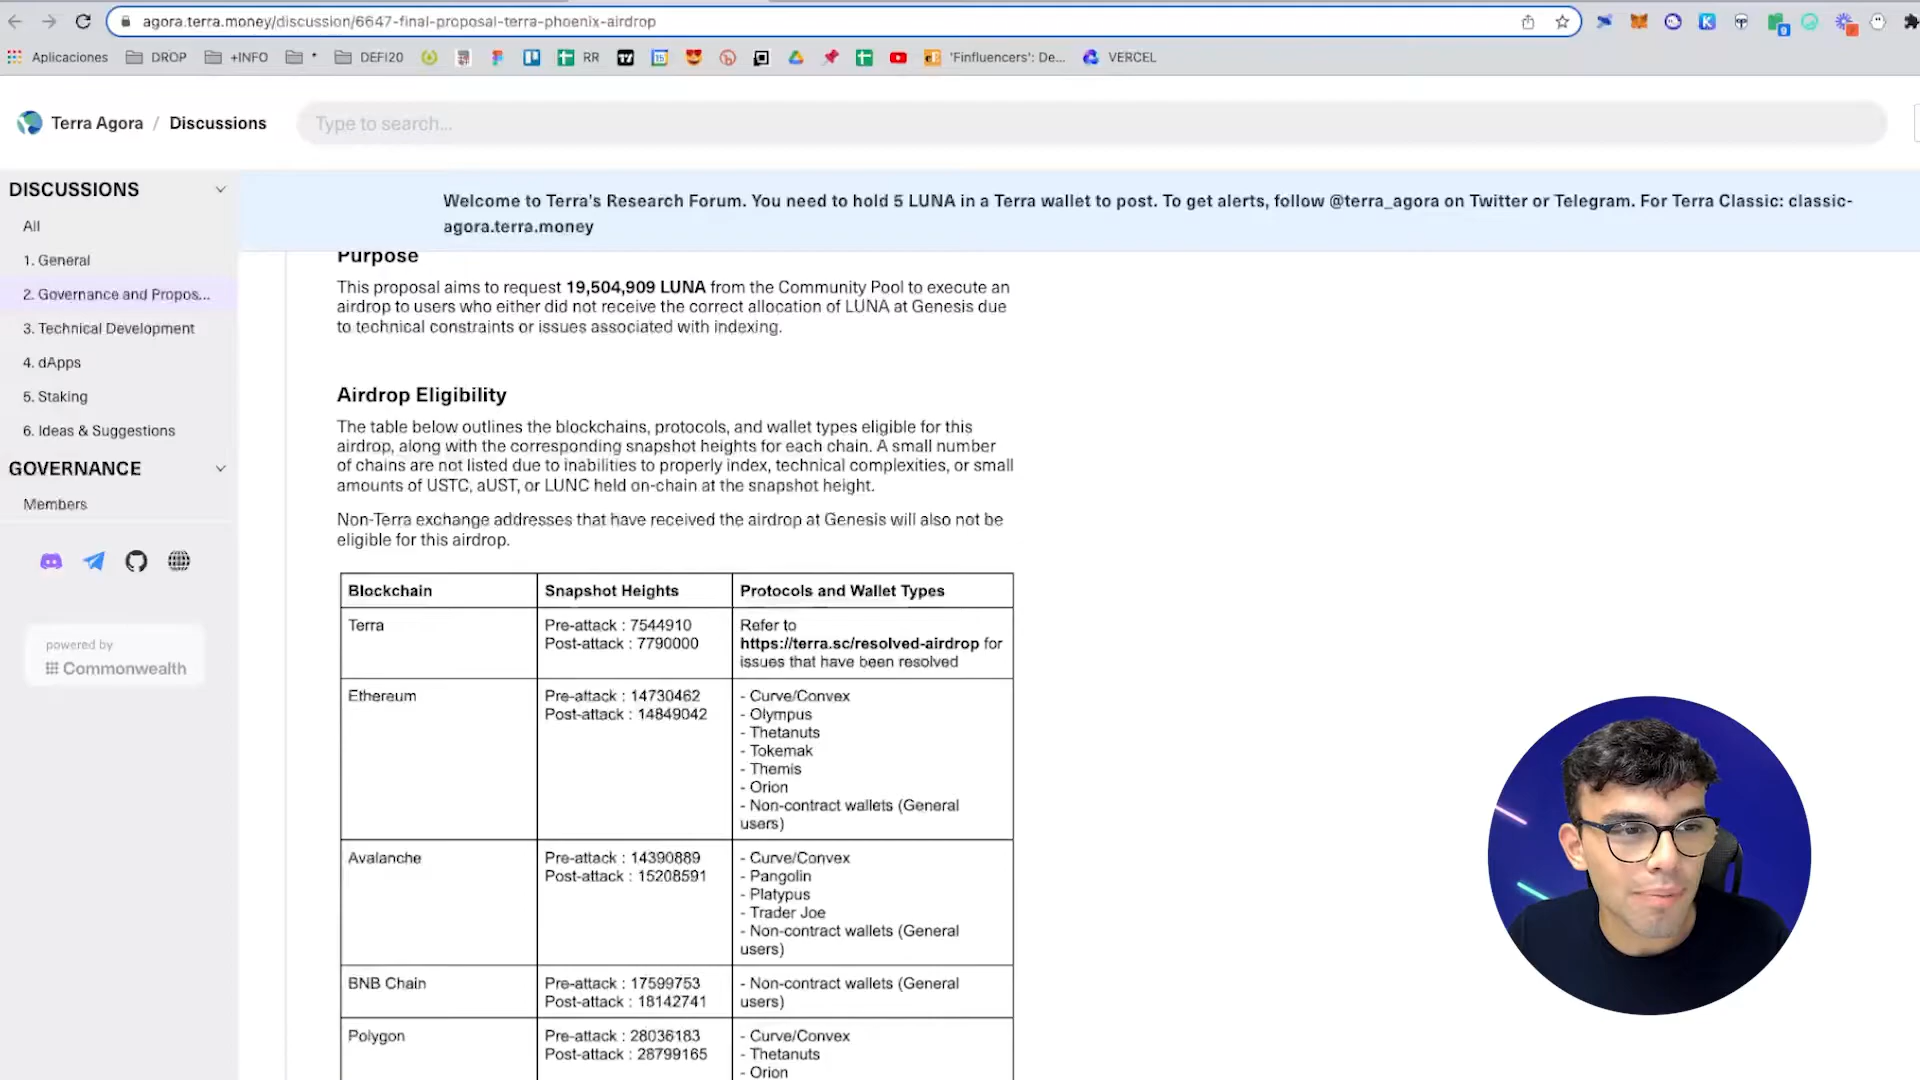 agora.terra.money/discussion/6647-final-proposal-terra-phoenix-airdrop
Aplicaciones DROP +INFO * DEFI20 RR 'Finfluencers': De... VERCEL
Terra Agora / Discussions
Type to search...
DISCUSSIONS
All
1. General
2. Governance and Propos...
3. Technical Development
4. dApps
5. Staking
6. Ideas & Suggestions
GOVERNANCE
Members
powered by
Commonwealth
Welcome to Terra's Research Forum. You need to hold 5 LUNA in a Terra wallet to post. To get alerts, follow @terra_agora on Twitter or Telegram. For Terra Classic: classic-
agora.terra.money
Purpose
This proposal aims to request 19,504,909 LUNA from the Community Pool to execute an
airdrop to users who either did not receive the correct allocation of LUNA at Genesis due
to technical constraints or issues associated with indexing.
Airdrop Eligibility
The table below outlines the blockchains, protocols, and wallet types eligible for this
airdrop, along with the corresponding snapshot heights for each chain. A small number
of chains are not listed due to inabilities to properly index, technical complexities, or small
amounts of USTC, aUST, or LUNC held on-chain at the snapshot height.
Non-Terra exchange addresses that have received the airdrop at Genesis will also not be
eligible for this airdrop.
Blockchain Snapshot Heights Protocols and Wallet Types
Terra
Pre-attack : 7544910
Post-attack : 7790000
Refer to
https://terra.sc/resolved-airdrop for
issues that have been resolved
Ethereum
Pre-attack : 14730462
Post-attack : 14849042
- Curve/Convex
- Olympus
- Thetanuts
- Tokemak
- Themis
- Orion
- Non-contract wallets (General
users)
Avalanche
Pre-attack : 14390889
Post-attack : 15208591
- Curve/Convex
- Pangolin
- Platypus
- Trader Joe
- Non-contract wallets (General
users)
BNB Chain
Pre-attack : 17599753
Post-attack : 18142741
- Non-contract wallets (General
users)
Polygon
Pre-attack : 28036183
Post-attack : 28799165
- Curve/Convex
- Thetanuts
- Orion